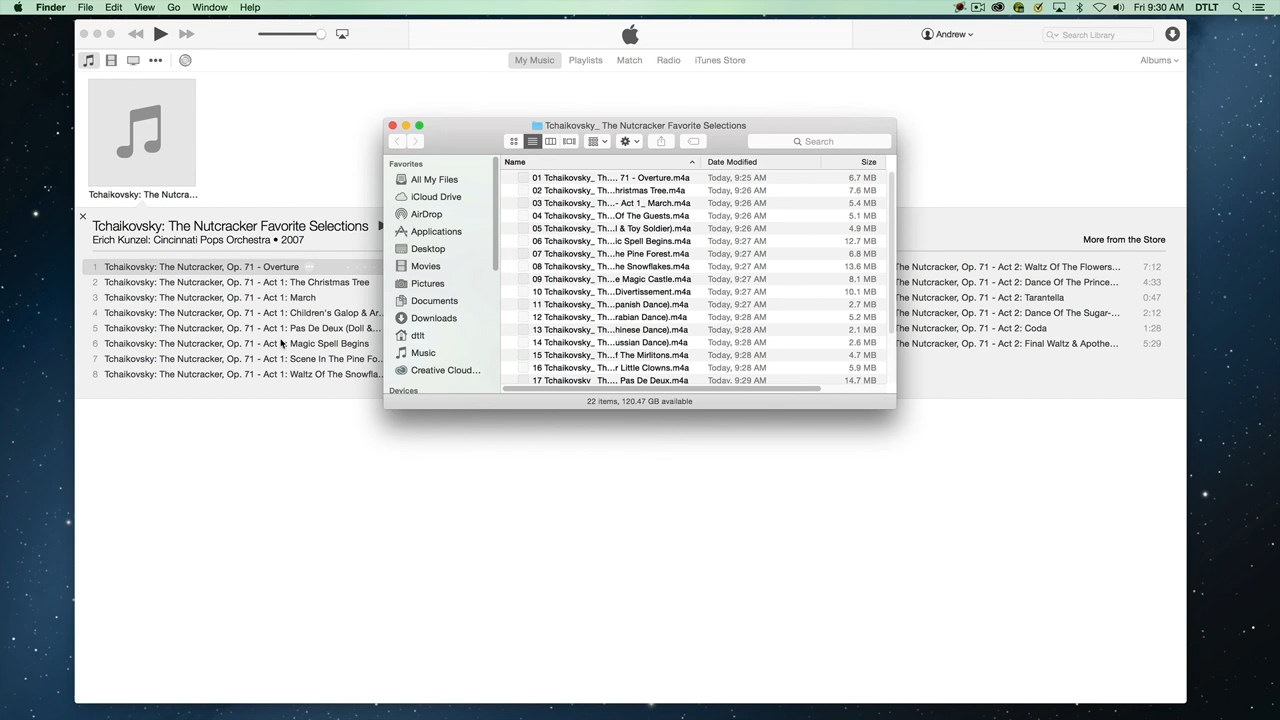 Finder File Edit View Go Window Help
Fri 9:30 AM DTLT
Andrew
Search Library
My Music Playlists Match Radio iTunes Store
Albums
Tchaikovsky: The Nutcra...
Tchaikovsky: The Nutcracker Favorite Selections
Erich Kunzel: Cincinnati Pops Orchestra • 2007
More from the Store
1 Tchaikovsky: The Nutcracker, Op. 71 - Overture
2 Tchaikovsky: The Nutcracker, Op. 71 - Act 1: The Christmas Tree
3 Tchaikovsky: The Nutcracker, Op. 71 - Act 1: March
4 Tchaikovsky: The Nutcracker, Op. 71 - Act 1: Children's Galop & Ar...
5 Tchaikovsky: The Nutcracker, Op. 71 - Act 1: Pas De Deux (Doll &...
6 Tchaikovsky: The Nutcracker, Op. 71 - Act Magic Spell Begins
7 Tchaikovsky: The Nutcracker, Op. 71 - Act 1: Scene In The Pine Fo...
8 Tchaikovsky: The Nutcracker, Op. 71 - Act 1: Waltz Of The Snowfla...
Tchaikovsky_ The Nutcracker Favorite Selections
Search
Favorites
All My Files
iCloud Drive
AirDrop
Applications
Desktop
Movies
Pictures
Documents
Downloads
dtlt
Music
Creative Cloud...
Devices
Name Date Modified Size
01 Tchaikovsky_ Th.... 71 - Overture.m4a Today, 9:25 AM 6.7 MB
02 Tchaikovsky_ Th...hristmas Tree.m4a Today, 9:26 AM 7.6 MB
03 Tchaikovsky_ Th...- Act 1_ March.m4a Today, 9:26 AM 5.4 MB
04 Tchaikovsky_ Th...Of The Guests.m4a Today, 9:26 AM 5.1 MB
05 Tchaikovsky_ Th...l & Toy Soldier).m4a Today, 9:26 AM 4.9 MB
06 Tchaikovsky_ Th...ic Spell Begins.m4a Today, 9:27 AM 12.7 MB
07 Tchaikovsky_ Th...he Pine Forest.m4a Today, 9:27 AM 6.8 MB
08 Tchaikovsky_ Th...he Snowflakes.m4a Today, 9:27 AM 13.6 MB
09 Tchaikovsky_ Th...e Magic Castle.m4a Today, 9:27 AM 8.1 MB
10 Tchaikovsky_ Th...Divertissement.m4a Today, 9:27 AM 10.1 MB
11 Tchaikovsky_ Th...panish Dance).m4a Today, 9:27 AM 2.7 MB
12 Tchaikovsky_ Th...rabian Dance).m4a Today, 9:28 AM 5.2 MB
13 Tchaikovsky_ Th...hinese Dance).m4a Today, 9:28 AM 2.1 MB
14 Tchaikovsky_ Th...ussian Dance).m4a Today, 9:28 AM 2.6 MB
15 Tchaikovsky_ Th...f The Mirlitons.m4a Today, 9:28 AM 4.7 MB
16 Tchaikovsky_ Th...r Little Clowns.m4a Today, 9:28 AM 5.9 MB
17 Tchaikovsky_ Th.... Pas De Deux.m4a Today, 9:29 AM 14.7 MB
22 items, 120.47 GB available
The Nutcracker, Op. 71 - Act 2: Waltz Of The Flowers... 7:12
The Nutcracker, Op. 71 - Act 2: Dance Of The Prince... 4:33
The Nutcracker, Op. 71 - Act 2: Tarantella 0:47
The Nutcracker, Op. 71 - Act 2: Dance Of The Sugar-... 2:12
The Nutcracker, Op. 71 - Act 2: Coda 1:28
The Nutcracker, Op. 71 - Act 2: Final Waltz & Apothe... 5:29